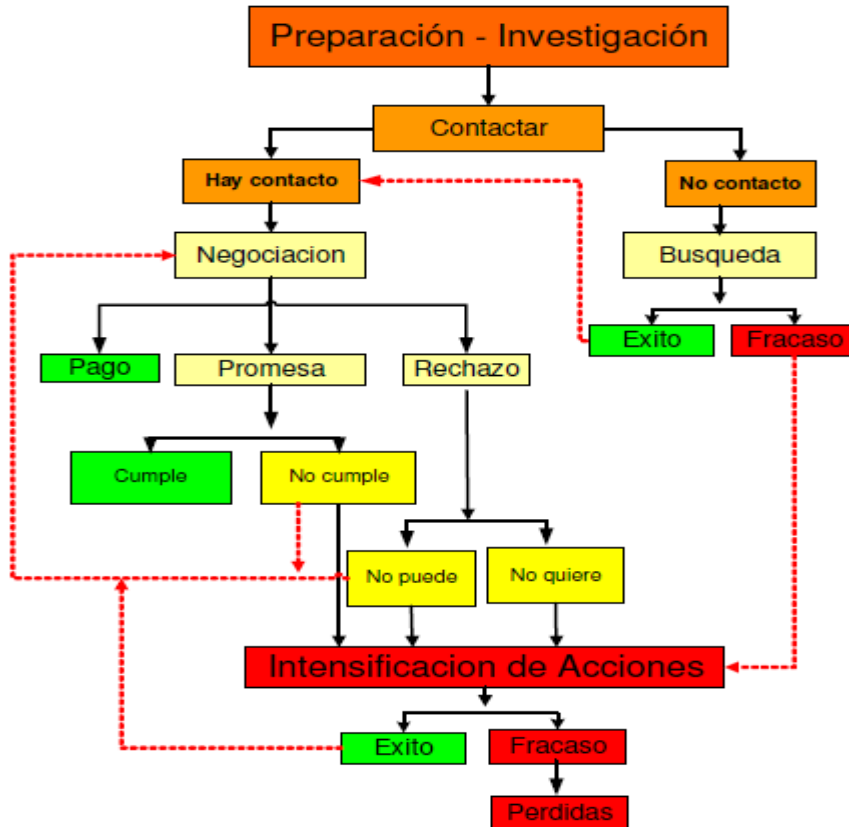 Preparación - Investigación
Contactar
Hay contacto
No contacto
Negociacion
Busqueda
Exito
Fracaso
Pago
Promesa
Rechazo
Cumple
No cumple
No puede
No quiere
Intensificacion de Acciones
Exito
Fracaso
Perdidas